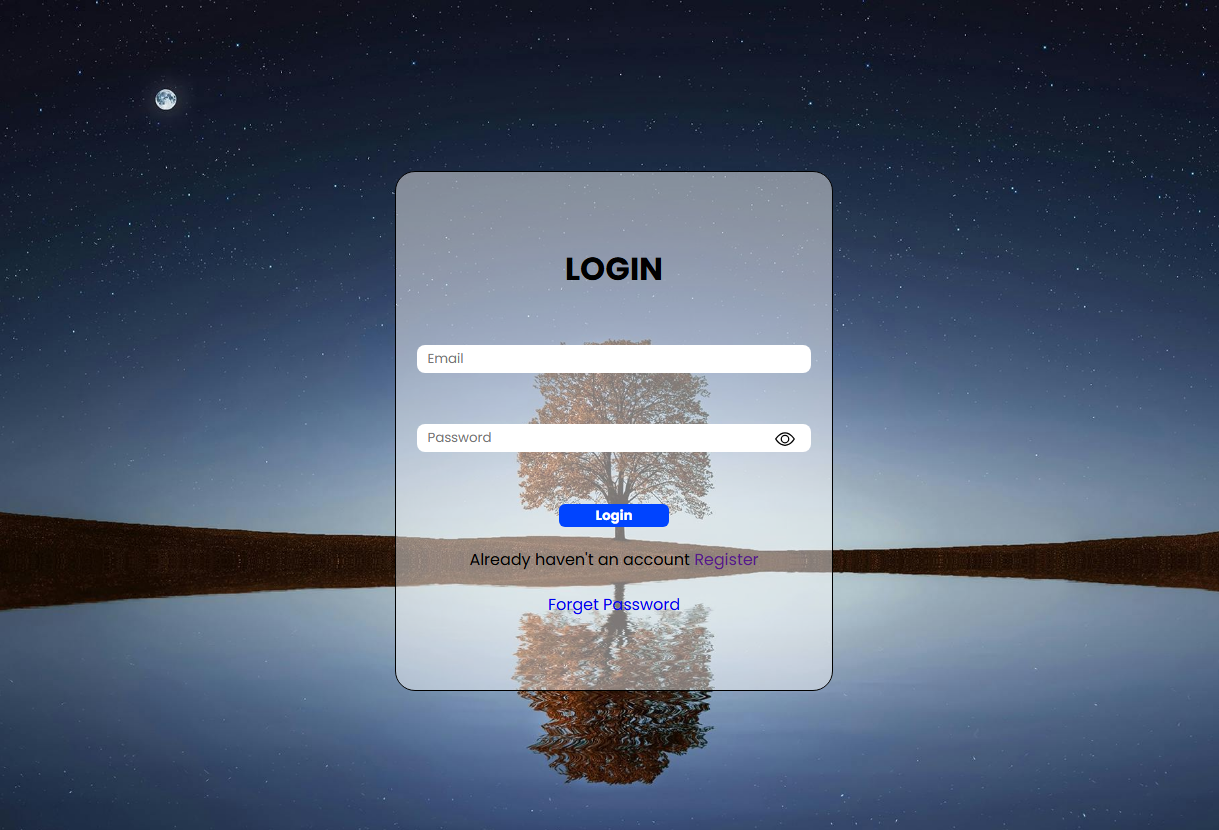 LOGIN
Email
Password
Login
Already haven't an account Register
Forget Password